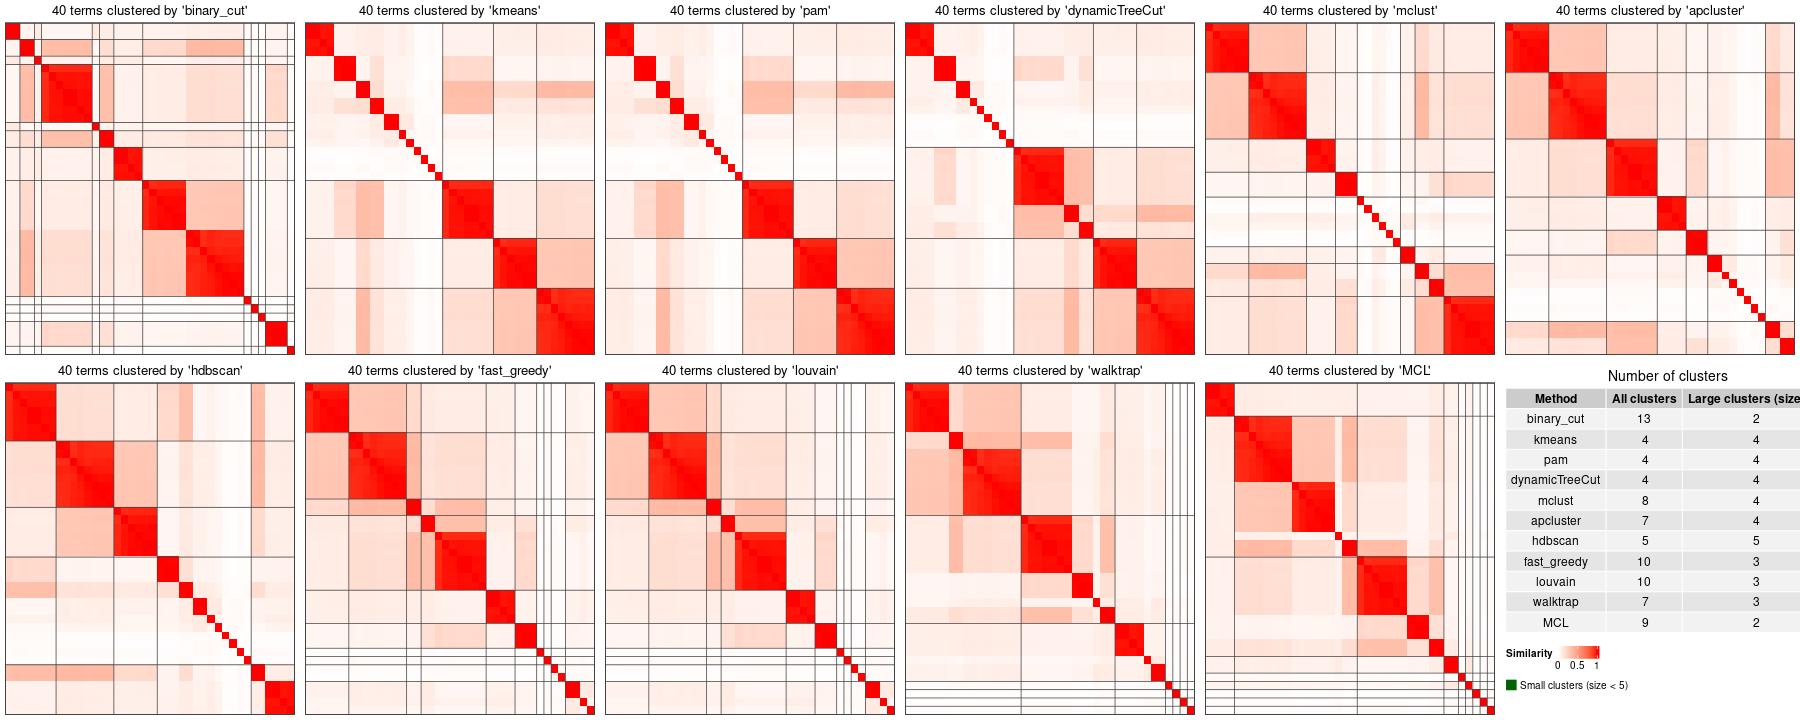 40 terms clustered by 'binary_cut'
40 terms clustered by 'kmeans'
40 terms clustered by 'pam'
40 terms clustered by 'dynamicTreeCut'
40 terms clustered by 'mclust'
40 terms clustered by 'apcluster'
40 terms clustered by 'hdbscan'
40 terms clustered by 'fast_greedy'
40 terms clustered by 'louvain'
40 terms clustered by 'walktrap'
40 terms clustered by 'MCL'
Number of clusters
Method All clusters Large clusters (size
binary_cut 13 2
kmeans 4 4
pam 4 4
dynamicTreeCut 4 4
mclust 8 4
apcluster 7 4
hdbscan 5 5
fast_greedy 10 3
louvain 10 3
walktrap 7 3
MCL 9 2
Similarity
0 0.5 1
Small clusters (size < 5)